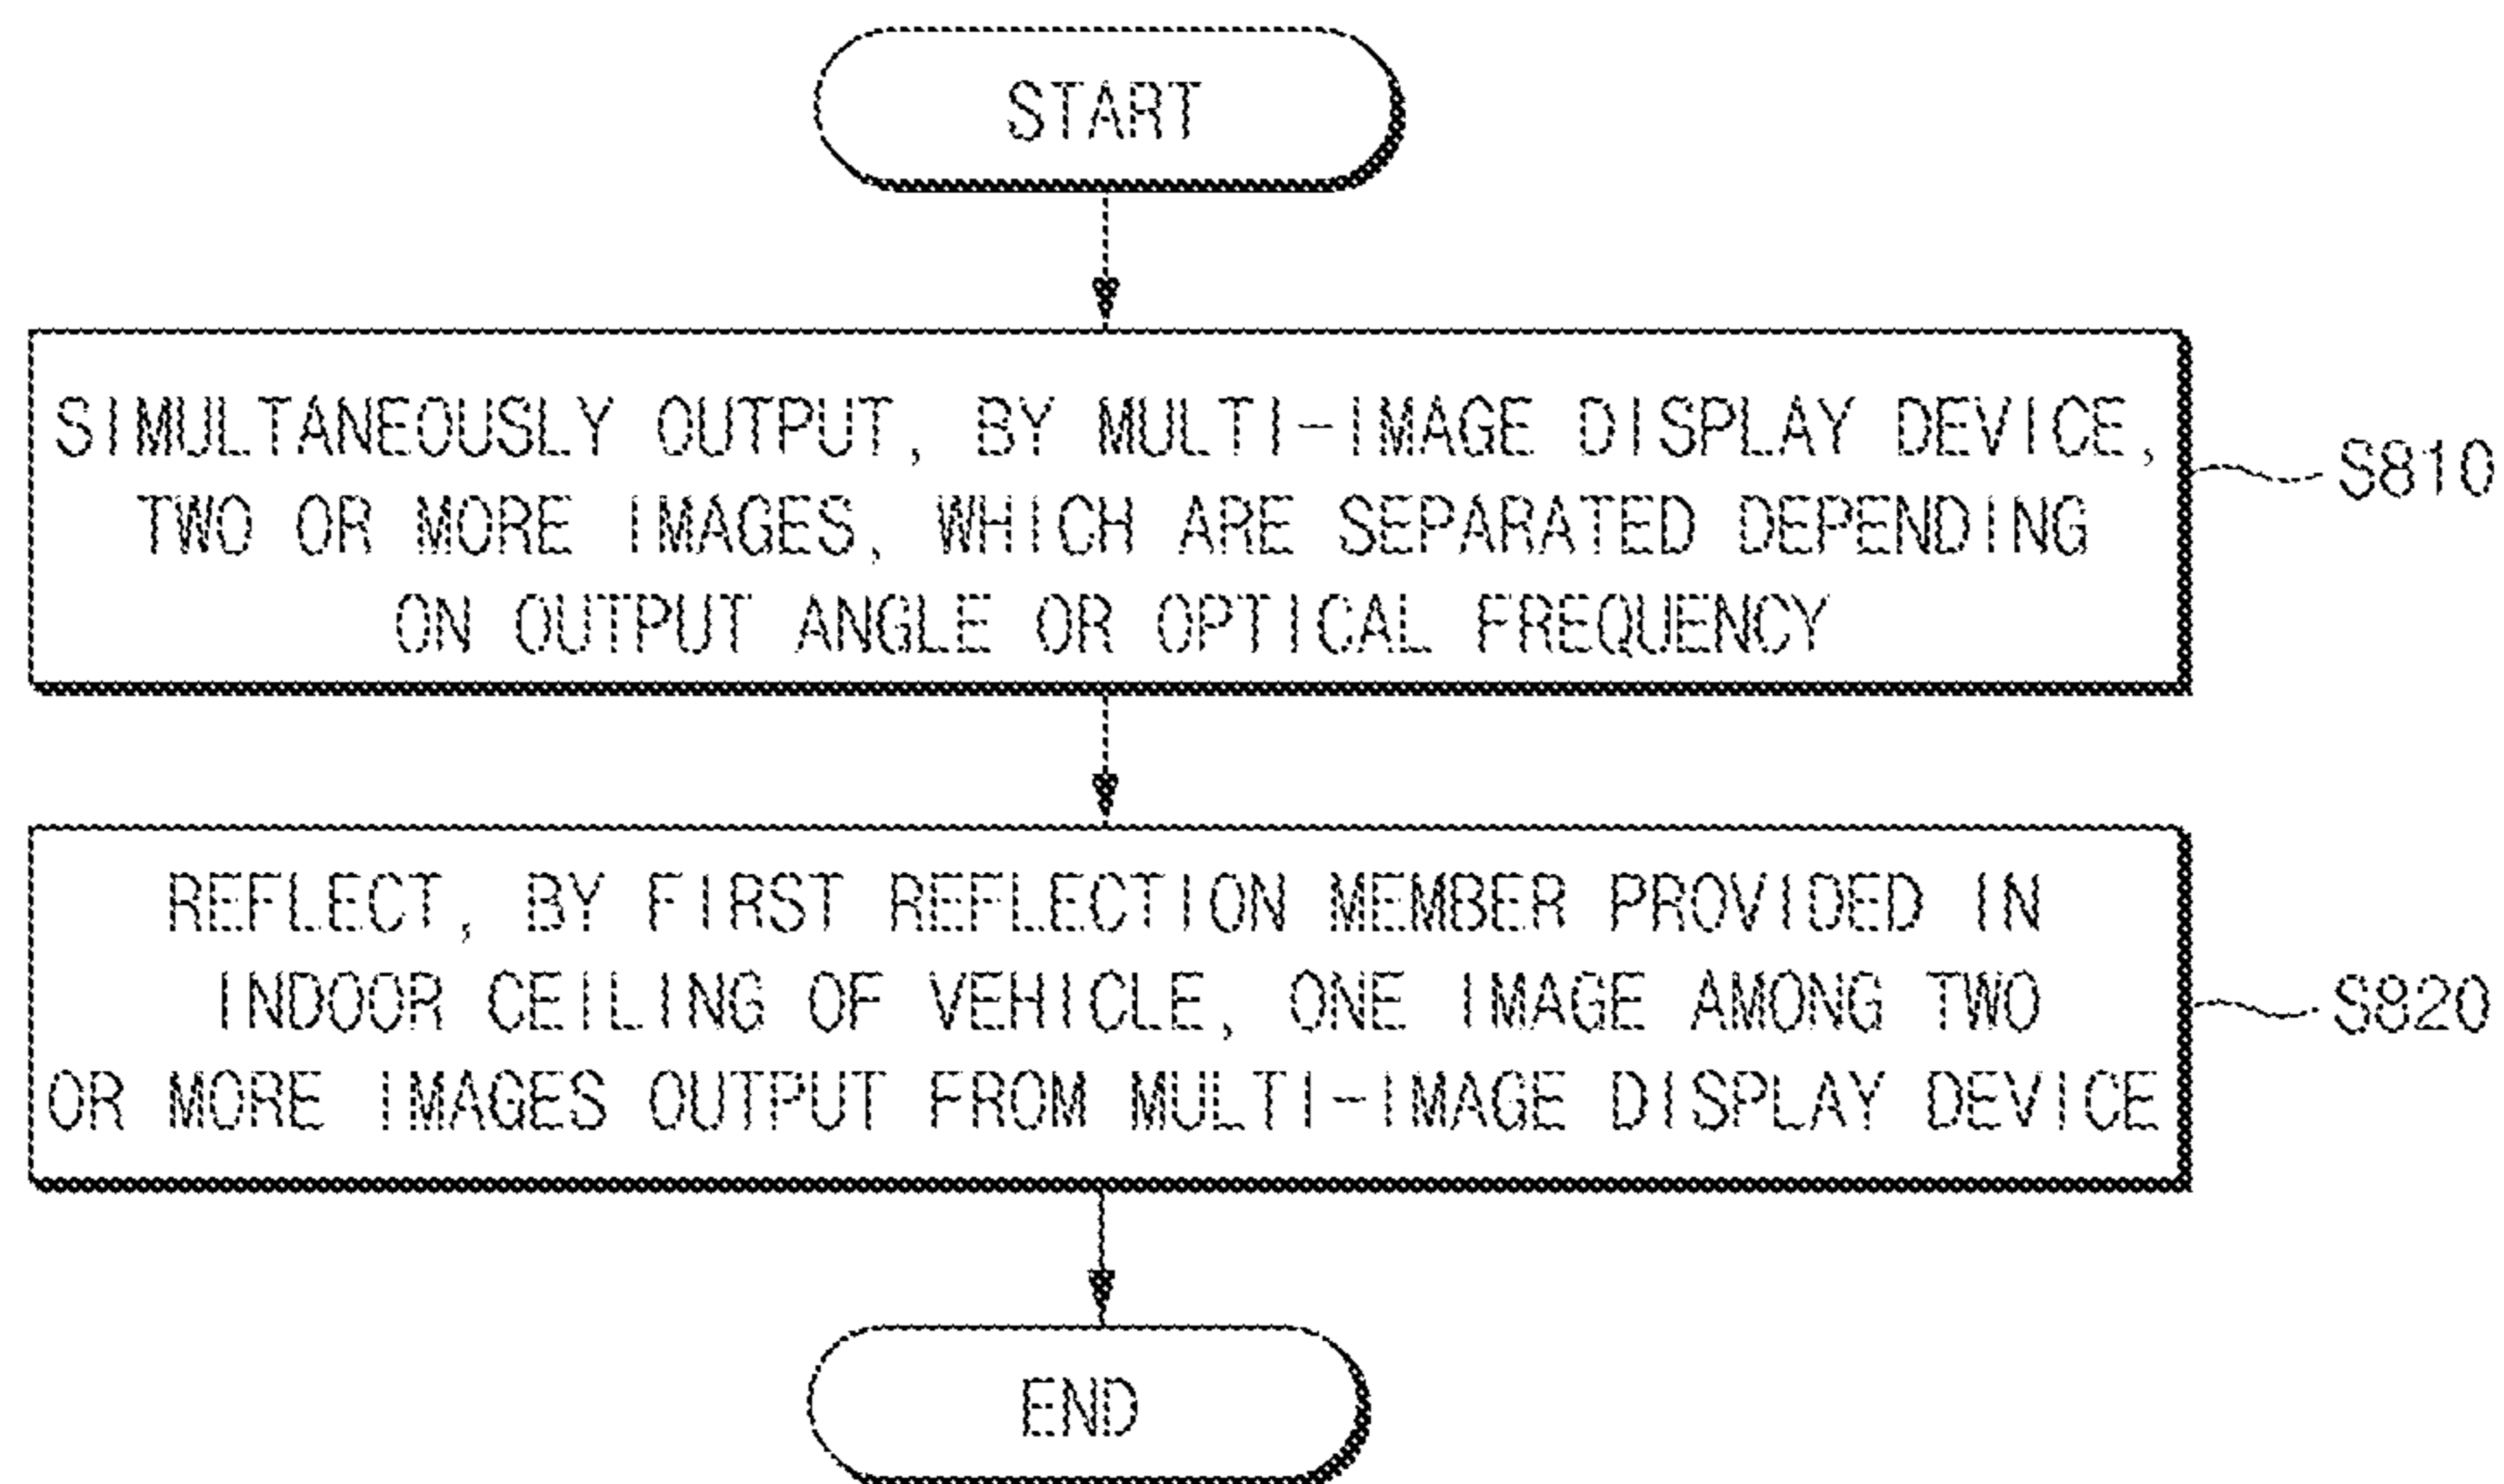 START
SIMULTANEOUSLY OUTPUT, BY MULTI-IMAGE DISPLAY DEVICE,
TWO OR MORE IMAGES, WHICH ARE SEPARATED DEPENDING
ON OUTPUT ANGLE OR OPTICAL FREQUENCY
S810
REFLECT, BY FIRST REFLECTION MEMBER PROVIDED IN
INDOOR CEILING OF VEHICLE, ONE IMAGE AMONG TWO
OR MORE IMAGES OUTPUT FROM MULTI-IMAGE DISPLAY DEVICE
S820
END